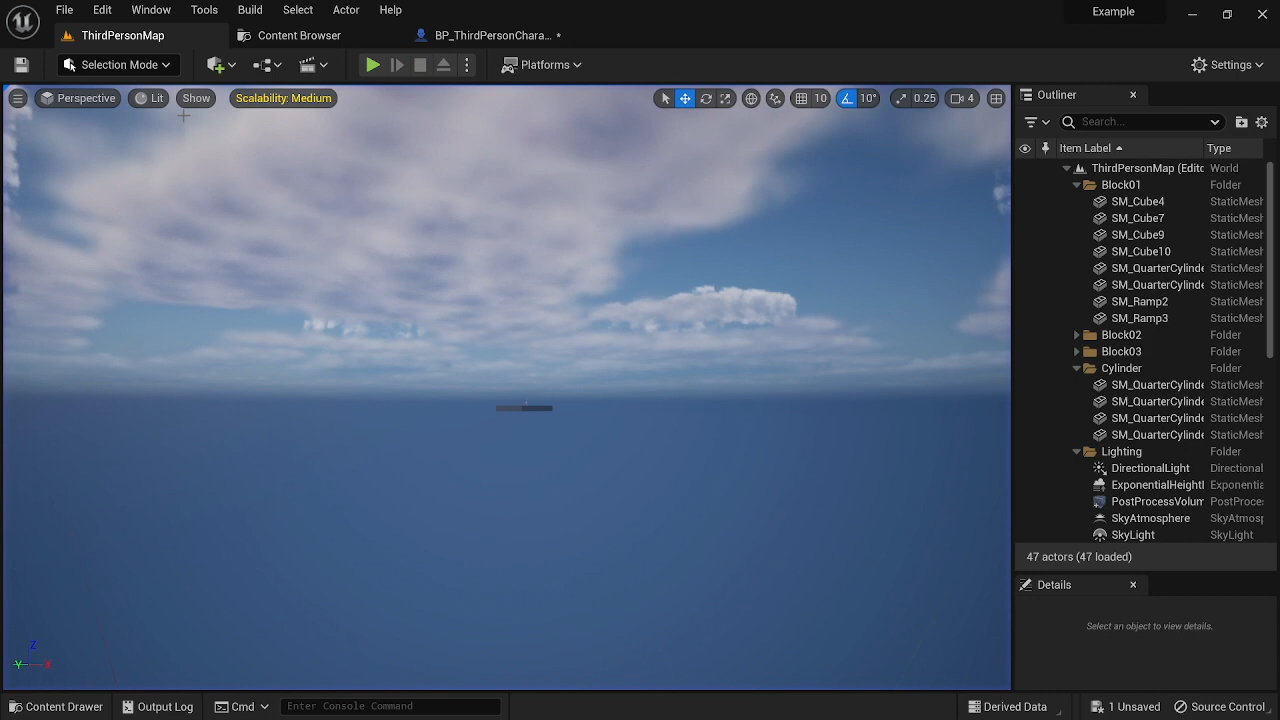 File Edit Window Tools Build Select Actor Help
Example
ThirdPersonMap
Content Browser
BP_ThirdPersonChara... *
Selection Mode
Platforms
Settings
Perspective
Lit
Show
Scalability: Medium
10
10°
0.25
4
Outliner
Search...
Item Label
Type
ThirdPersonMap (Edito
World
Block01
Folder
SM_Cube4
StaticMesh
SM_Cube7
StaticMesh
SM_Cube9
StaticMesh
SM_Cube10
StaticMesh
SM_QuarterCylinde
StaticMesh
SM_QuarterCylinde
StaticMesh
SM_Ramp2
StaticMesh
SM_Ramp3
StaticMesh
Block02
Folder
Block03
Folder
Cylinder
Folder
SM_QuarterCylinde
StaticMesh
SM_QuarterCylinde
StaticMesh
SM_QuarterCylinde
StaticMesh
SM_QuarterCylinde
StaticMesh
Lighting
Folder
DirectionalLight
Directional
ExponentialHeightl
Exponentia
PostProcessVolum
PostProces
SkyAtmosphere
SkyAtmosp
SkyLight
SkyLight
47 actors (47 loaded)
Details
Select an object to view details.
Z
Y
X
Content Drawer
Output Log
Cmd
Enter Console Command
Derived Data
1 Unsaved
Source Control